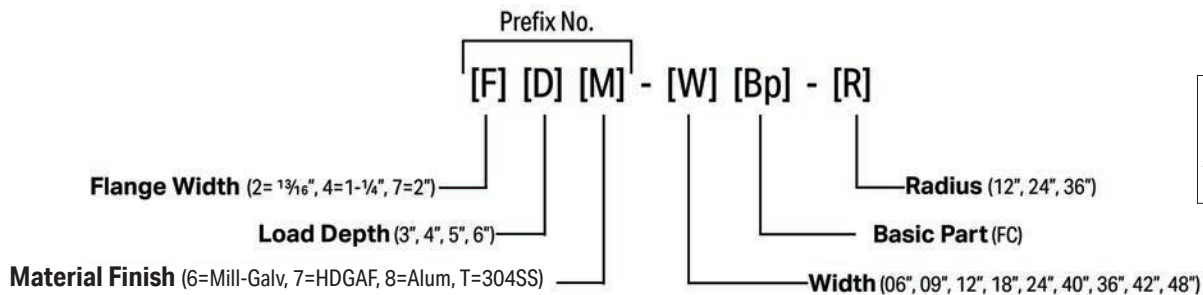 Prefix No.
[F] [D] [M] - [W] [Bp] - [R]
Flange Width (2= 13⁄16", 4=1-1⁄4", 7=2")
Radius (12", 24", 36")
Load Depth (3", 4", 5", 6")
Basic Part (FC)
Material Finish (6=Mill-Galv, 7=HDGAF, 8=Alum, T=304SS)
Width (06", 09", 12", 18", 24", 40", 36", 42", 48")